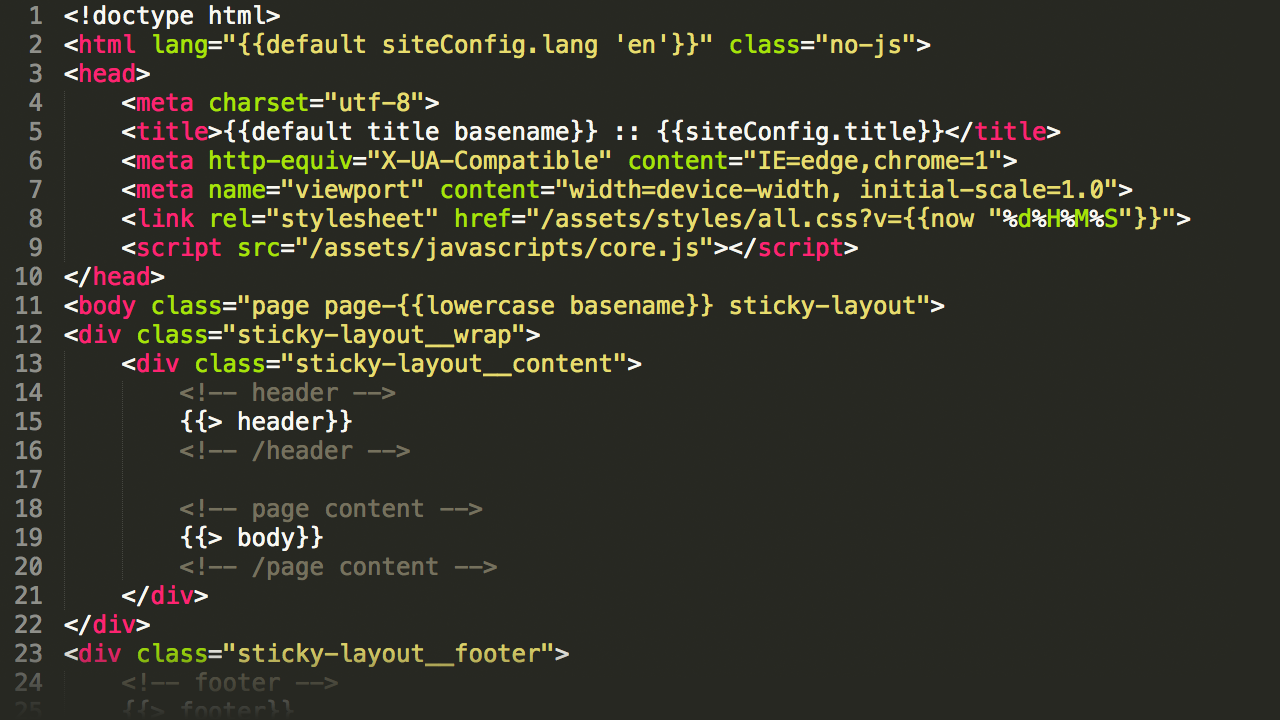 1 <!doctype html>
2 <html lang="{{default siteConfig.lang 'en'}}" class="no-js">
3 <head>
4     <meta charset="utf-8">
5     <title>{{default title basename}} :: {{siteConfig.title}}</title>
6     <meta http-equiv="X-UA-Compatible" content="IE=edge,chrome=1">
7     <meta name="viewport" content="width=device-width, initial-scale=1.0">
8     <link rel="stylesheet" href="/assets/styles/all.css?v={{now "%d%H%M%S"}}">
9     <script src="/assets/javascripts/core.js"></script>
10 </head>
11 <body class="page page-{{lowercase basename}} sticky-layout">
12 <div class="sticky-layout__wrap">
13     <div class="sticky-layout__content">
14         <!-- header -->
15         {{> header}}
16         <!-- /header -->
17
18         <!-- page content -->
19         {{> body}}
20         <!-- /page content -->
21     </div>
22 </div>
23 <div class="sticky-layout__footer">
24     <!-- footer -->
25     {{> footer}}